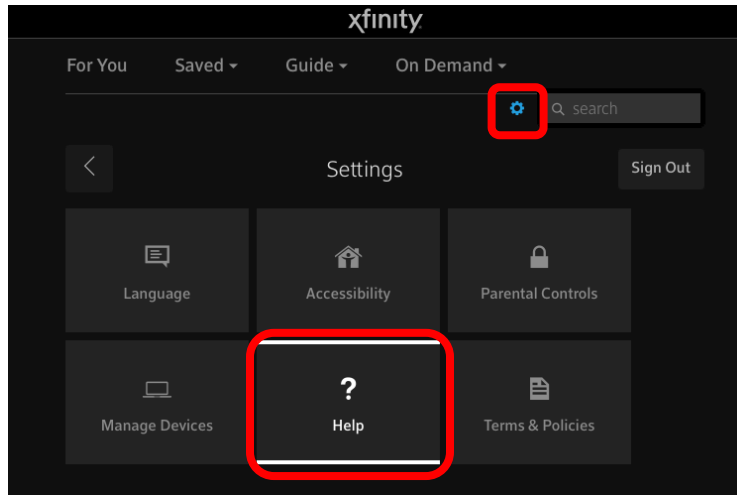 xfinity
For You Saved Guide On Demand
search
Settings
Sign Out
Language Accessibility Parental Controls
?
Manage Devices Help Terms & Policies